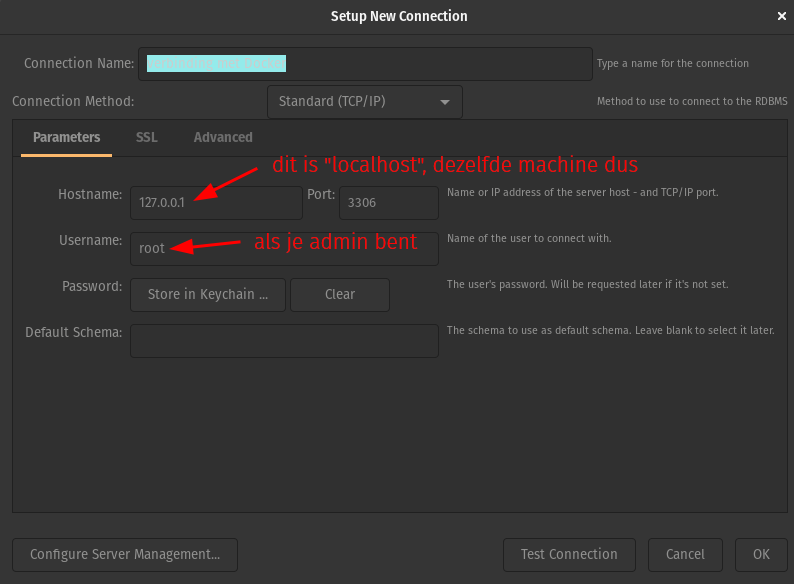 Setup New Connection
Connection Name: Type a name for the connection
Connection Method: Standard (TCP/IP) Method to use to connect to the RDBMS
Parameters SSL Advanced
dit is "localhost", dezelfde machine dus
Hostname: 127.0.0.1 Port: 3306 Name or IP address of the server host - and TCP/IP port.
Username: root als je admin bent Name of the user to connect with.
Password: Store in Keychain ... Clear The user's password. Will be requested later if it's not set.
Default Schema: The schema to use as default schema. Leave blank to select it later.
Configure Server Management... Test Connection Cancel OK